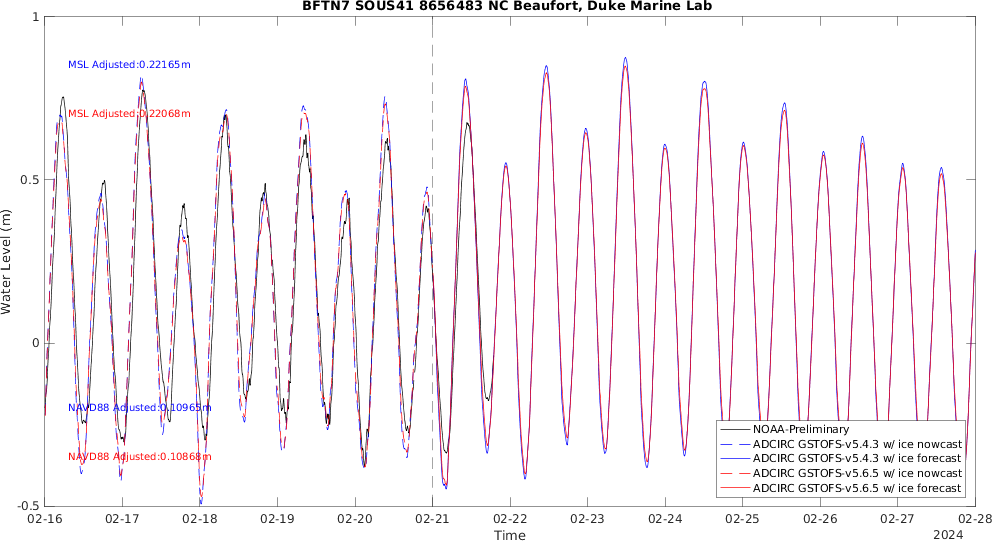 BFTN7 SOUS41 8656483 NC Beaufort, Duke Marine Lab
1
0.5
0
-0.5
Water Level (m)
MSL Adjusted:0.22165m
MSL Adjusted:0.22068m
NAVD88 Adjusted:0.10965m
NAVD88 Adjusted:0.10868m
NOAA-Preliminary
ADCIRC GSTOFS-v5.4.3 w/ ice nowcast
ADCIRC GSTOFS-v5.4.3 w/ ice forecast
ADCIRC GSTOFS-v5.6.5 w/ ice nowcast
ADCIRC GSTOFS-v5.6.5 w/ ice forecast
02-16 02-17 02-18 02-19 02-20 02-21 02-22 02-23 02-24 02-25 02-26 02-27 02-28
Time
2024